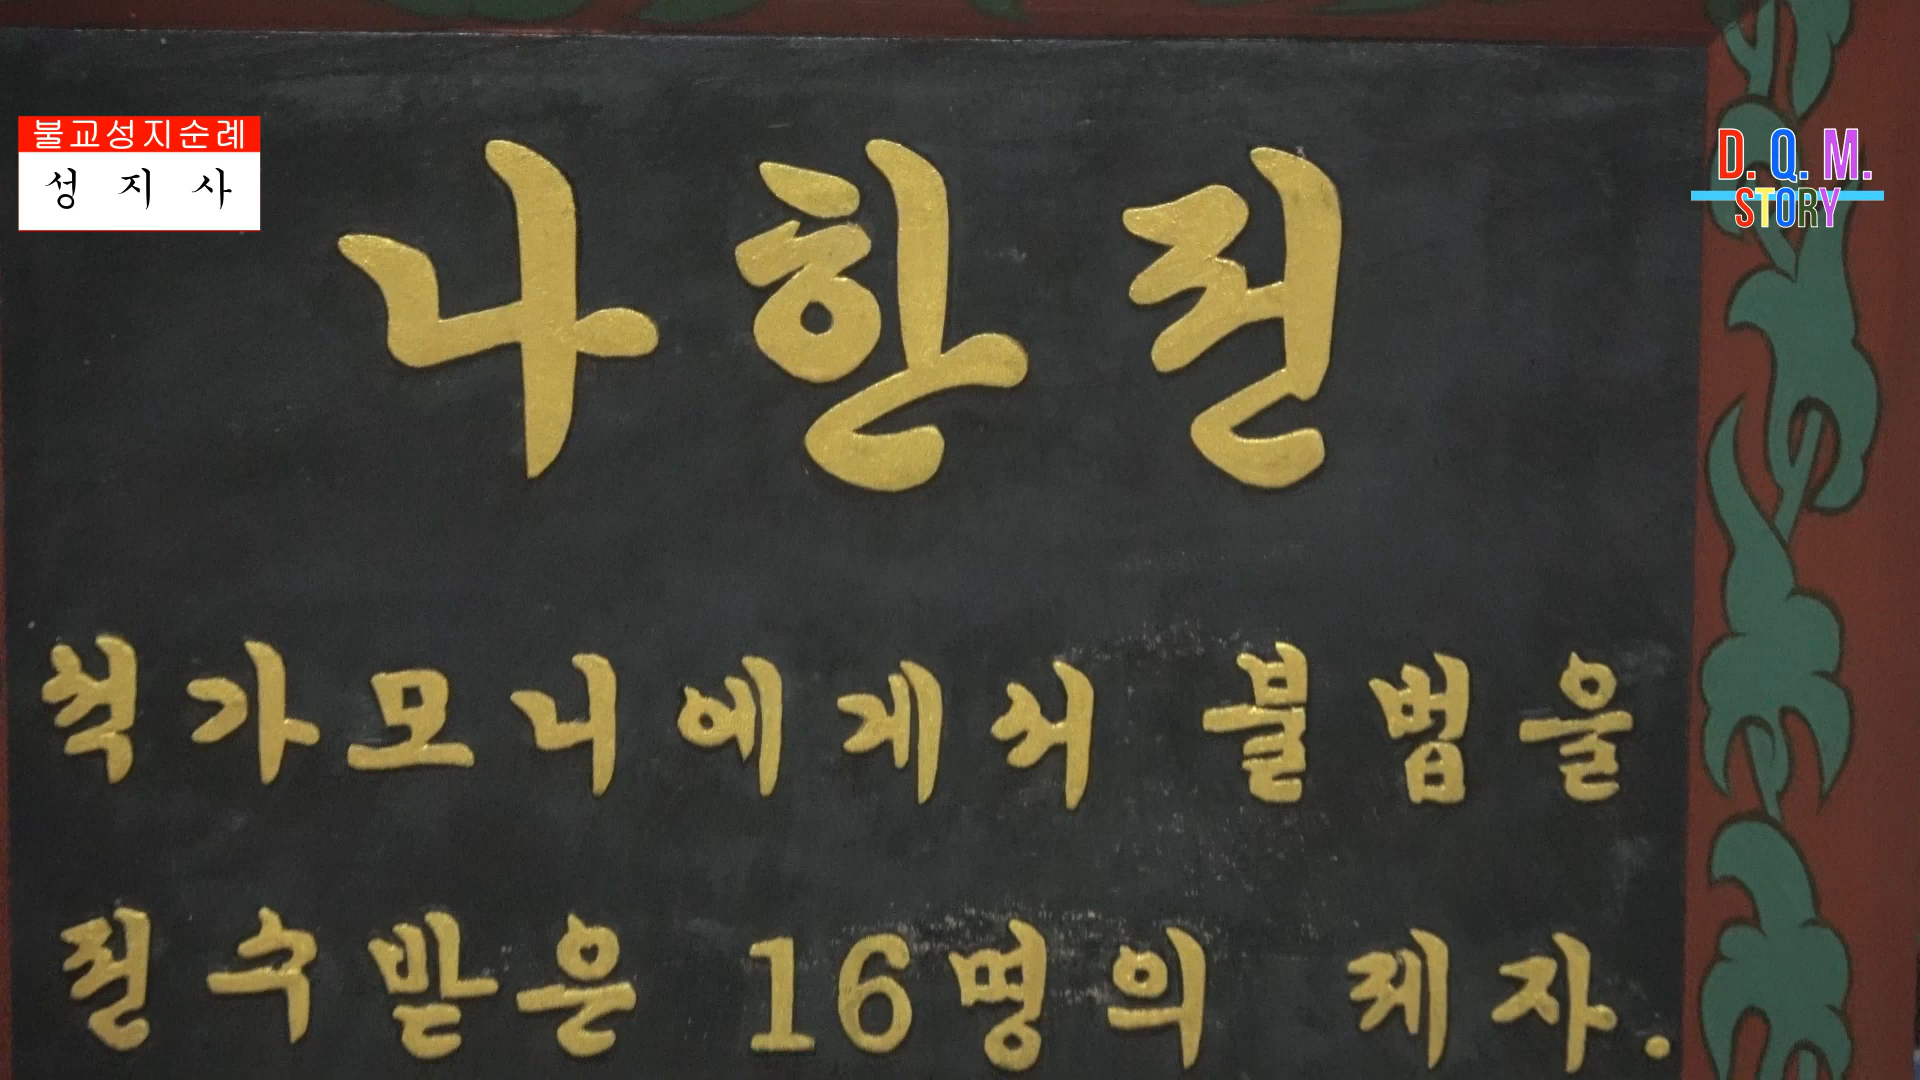 불교성지순례
성 지 사
D. Q. M.
STORY
나한전
석가모니에게서 불법을
전수받은 16명의 제자.